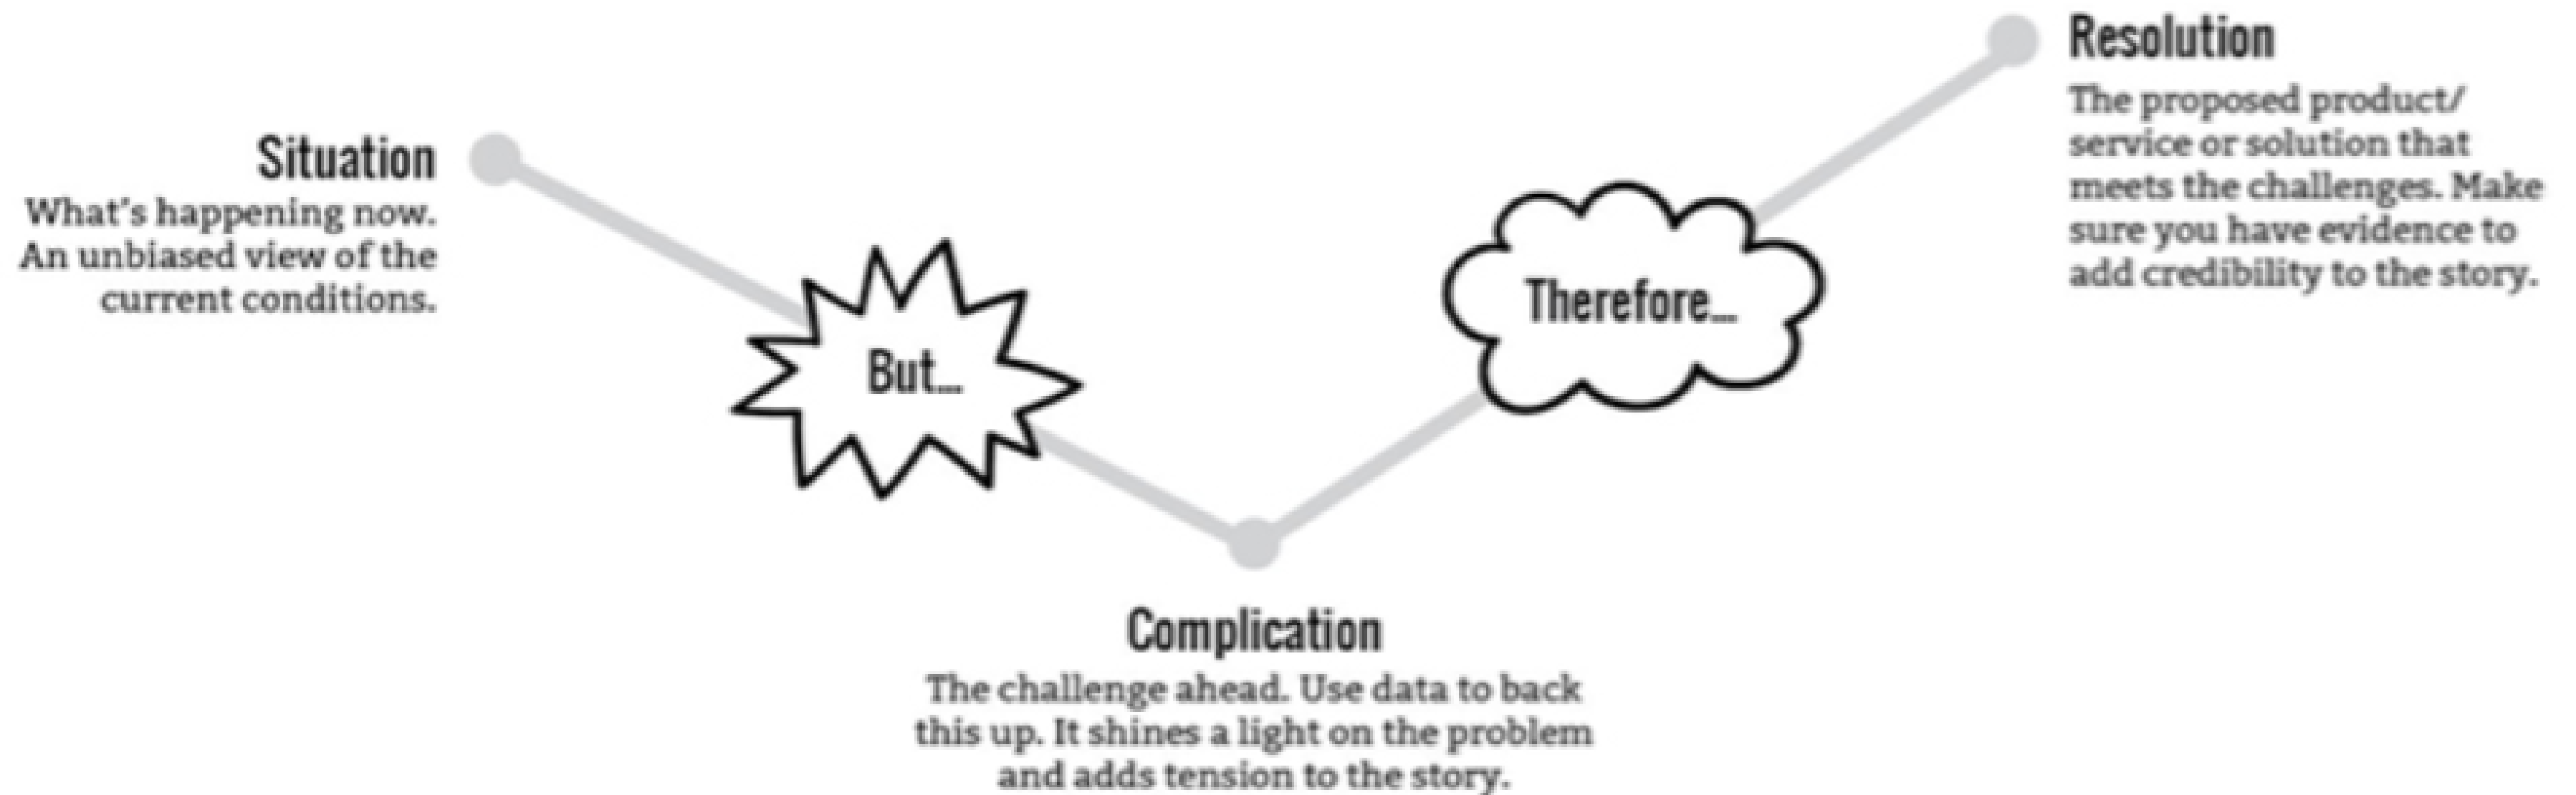 Situation
What's happening now.
An unbiased view of the
current conditions.
But...
Complication
The challenge ahead. Use data to back
this up. It shines a light on the problem
and adds tension to the story.
Therefore...
Resolution
The proposed product/
service or solution that
meets the challenges. Make
sure you have evidence to
add credibility to the story.